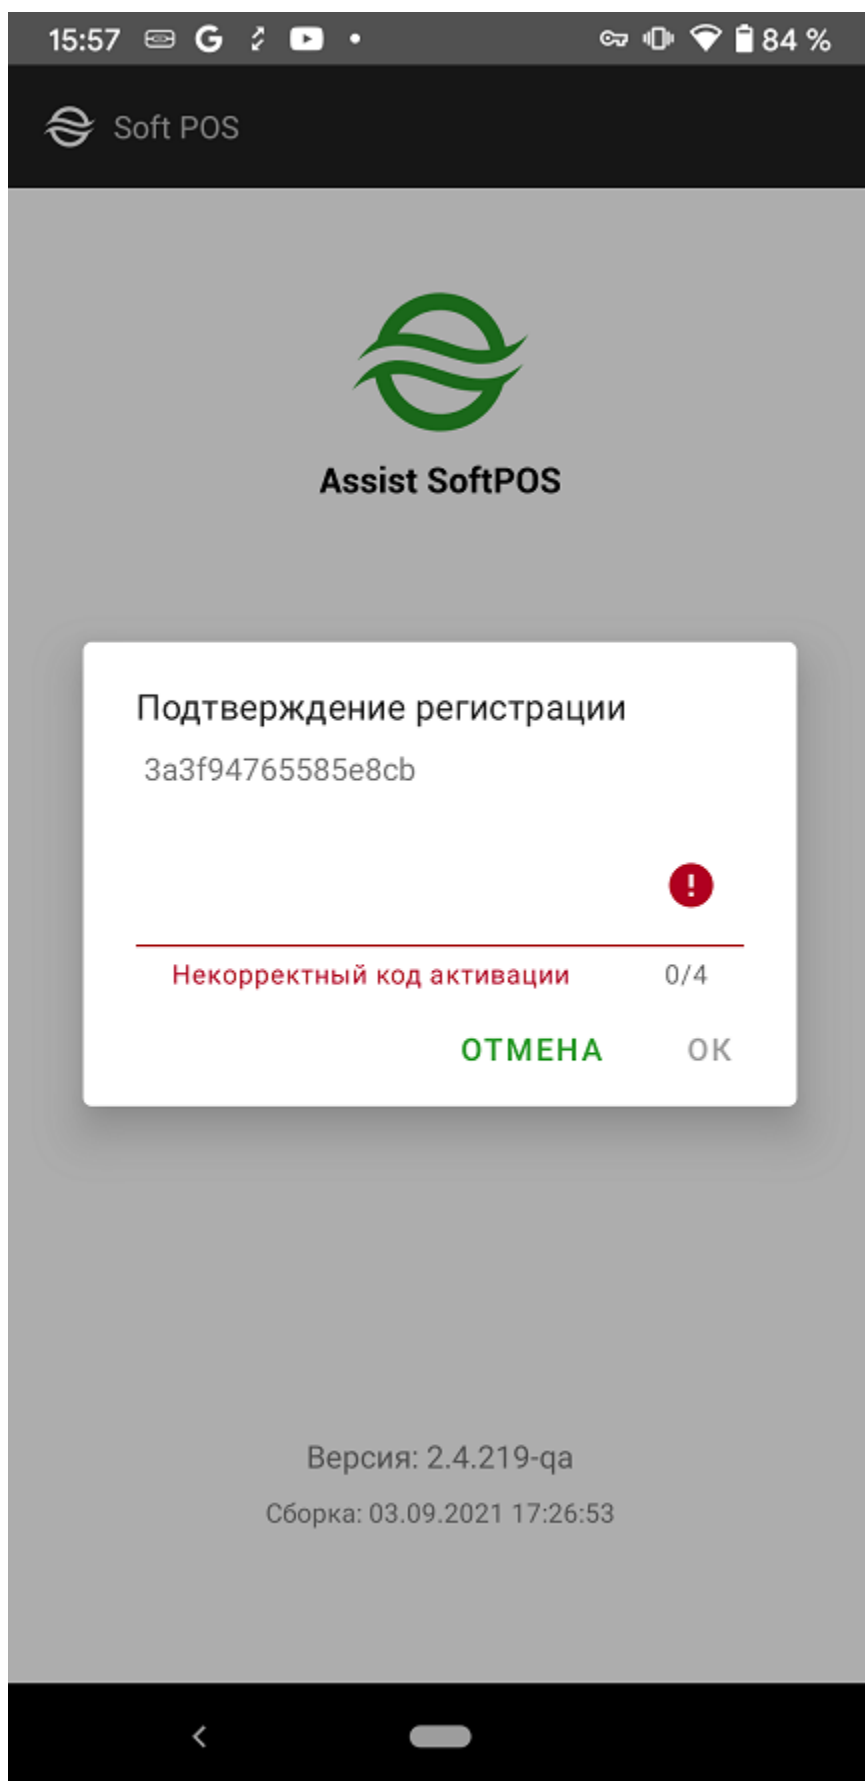 15:57 G 84 %
Soft POS
Assist SoftPOS
Подтверждение регистрации
3a3f94765585e8cb
!
Некорректный код активации 0/4
ОТМЕНА ОК
Версия: 2.4.219-qa
Сборка: 03.09.2021 17:26:53